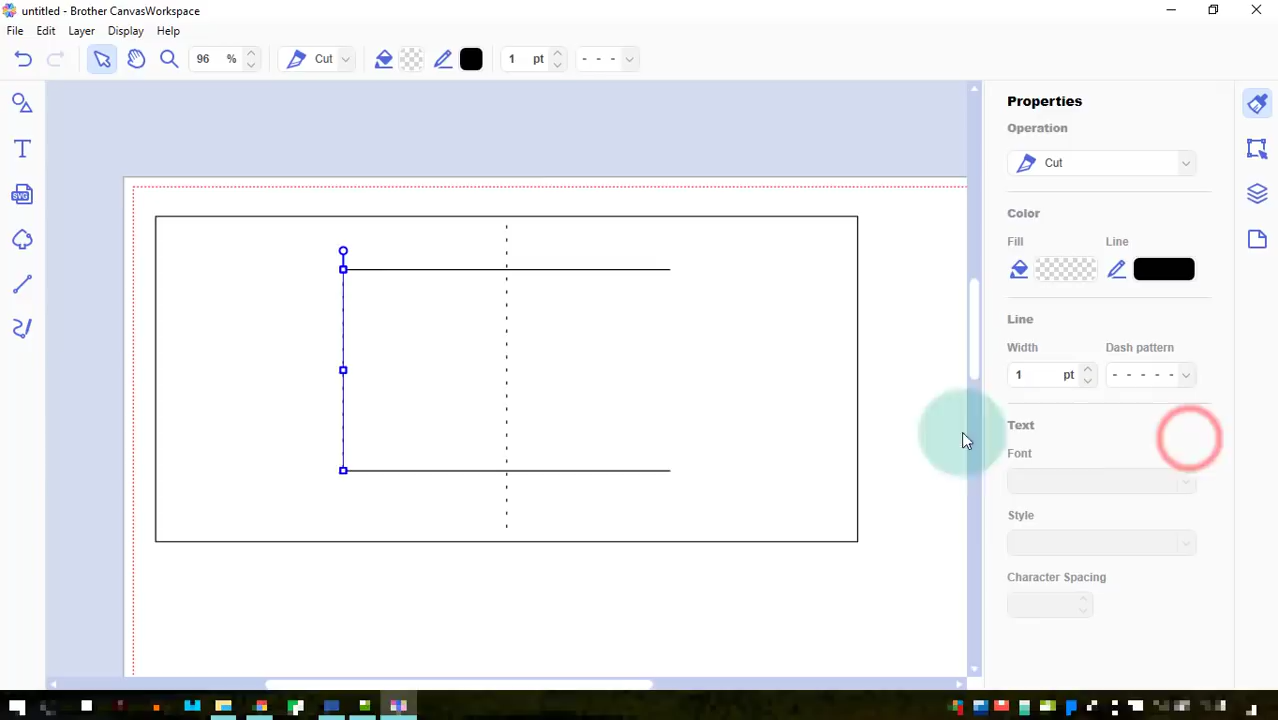 untitled - Brother CanvasWorkspace
File Edit Layer Display Help
96 % Cut 1 pt
T
SVG
Properties
Operation
Cut
Color
Fill Line
Line
Width Dash pattern
1 pt
Text
Font
Style
Character Spacing